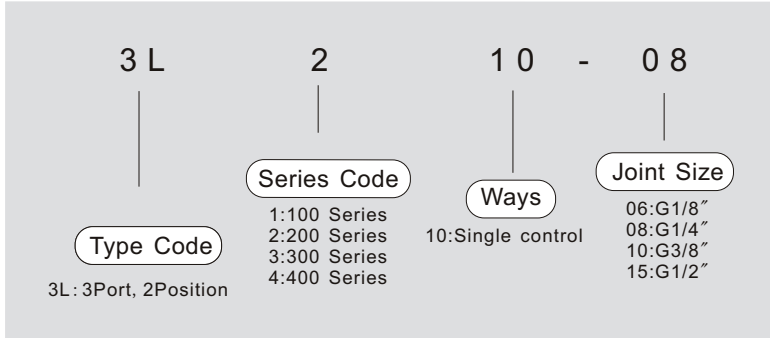 3L 2 10 - 08
Type Code
3L: 3Port, 2Position
Series Code
1:100 Series
2:200 Series
3:300 Series
4:400 Series
Ways
10:Single control
Joint Size
06:G1/8″
08:G1/4″
10:G3/8″
15:G1/2″